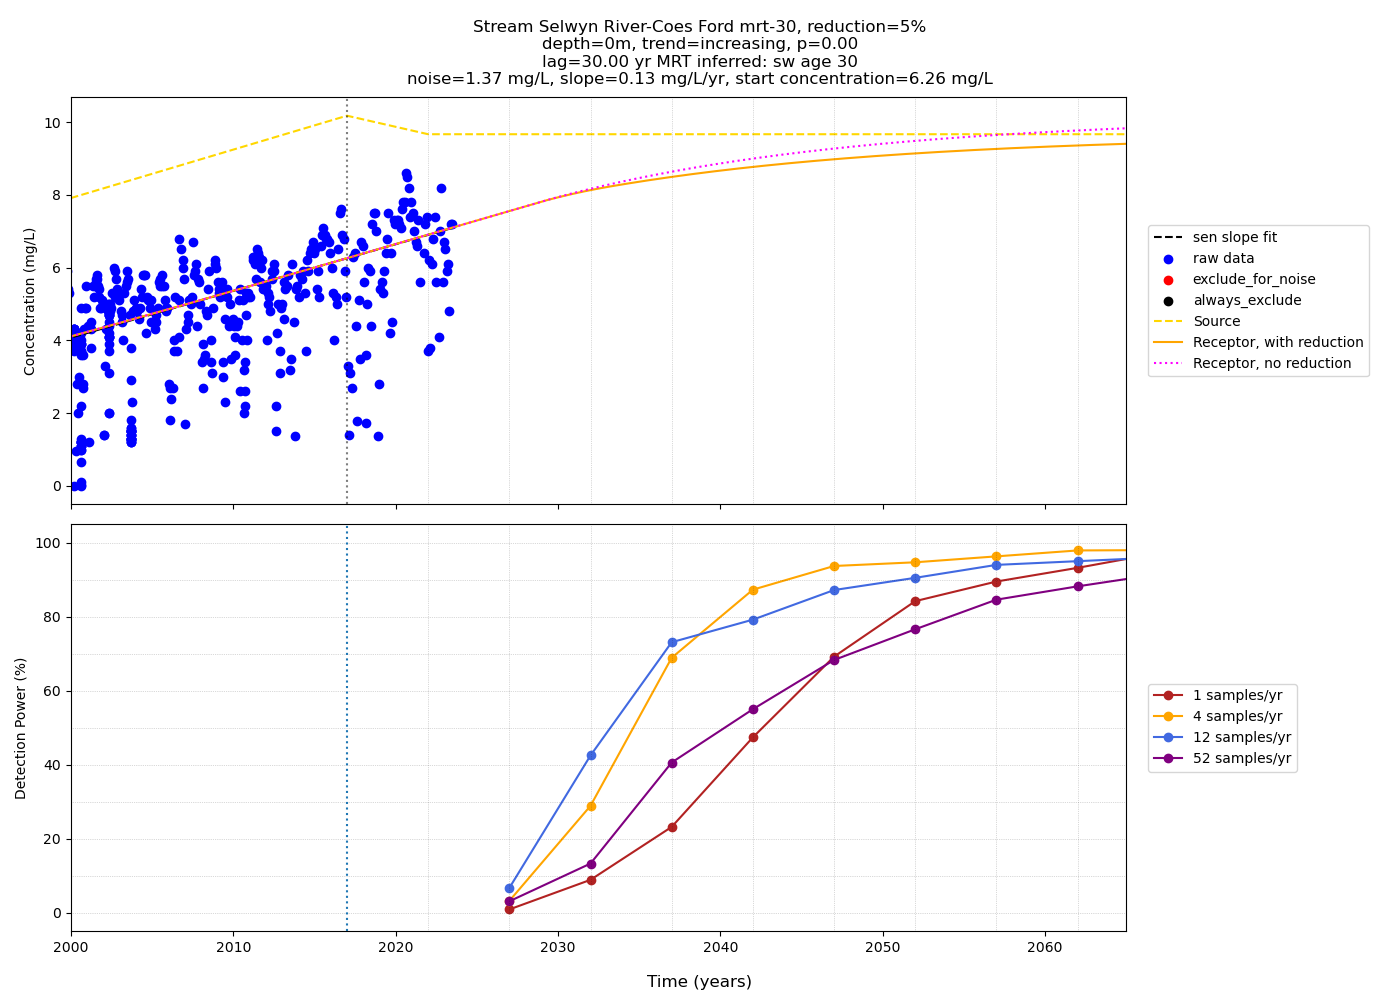 Stream Selwyn River-Coes Ford mrt-30, reduction=5%
depth=0m, trend=increasing, p=0.00
lag=30.00 yr MRT inferred: sw age 30
noise=1.37 mg/L, slope=0.13 mg/L/yr, start concentration=6.26 mg/L
10
8
6
4
2
0
Concentration (mg/L)
sen slope fit
raw data
exclude_for_noise
always_exclude
Source
Receptor, with reduction
Receptor, no reduction
100
80
60
40
20
0
Detection Power (%)
1 samples/yr
4 samples/yr
12 samples/yr
52 samples/yr
2000 2010 2020 2030 2040 2050 2060
Time (years)